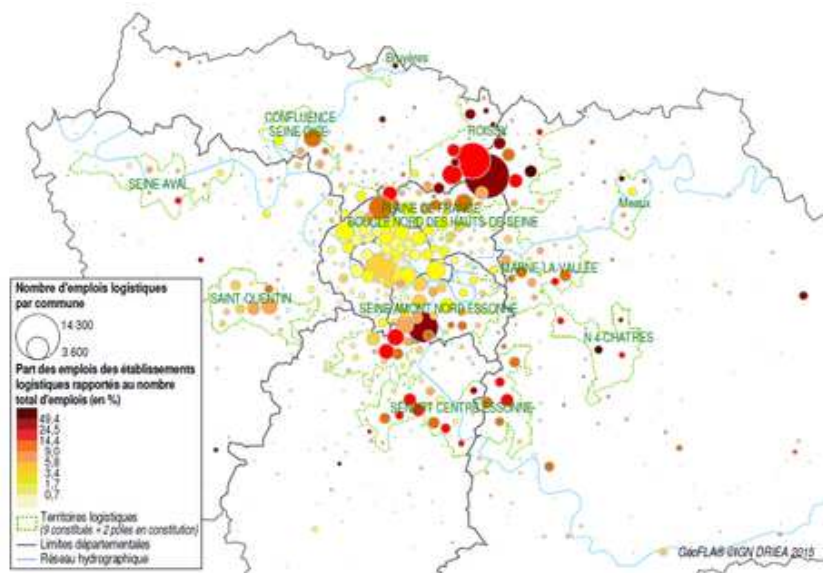 Bruyères
CONFLUENCE
SEINE OISE
ROISSY
SEINE AVAL
PLAINE DE FRANCE
BOUCLE NORD DES HAUTS-DE-SEINE
Meaux
MARNE-LA-VALLÉE
SAINT QUENTIN
SEINE AMONT NORD ESSONNE
N 4-CHATRES
SENART CENTRE ESSONNE
Nombre d'emplois logistiques
par commune
14 300
3 600
Part des emplois des établissements
logistiques rapportés au nombre
total d'emplois (en %)
49,4
24,5
14,4
9,0
5,8
3,4
1,7
0,7
Territoires logistiques
(9 constitués + 2 pôles en constitution)
Limites départementales
Réseau hydrographique
GéoFLA® ©IGN DRIEA 2015